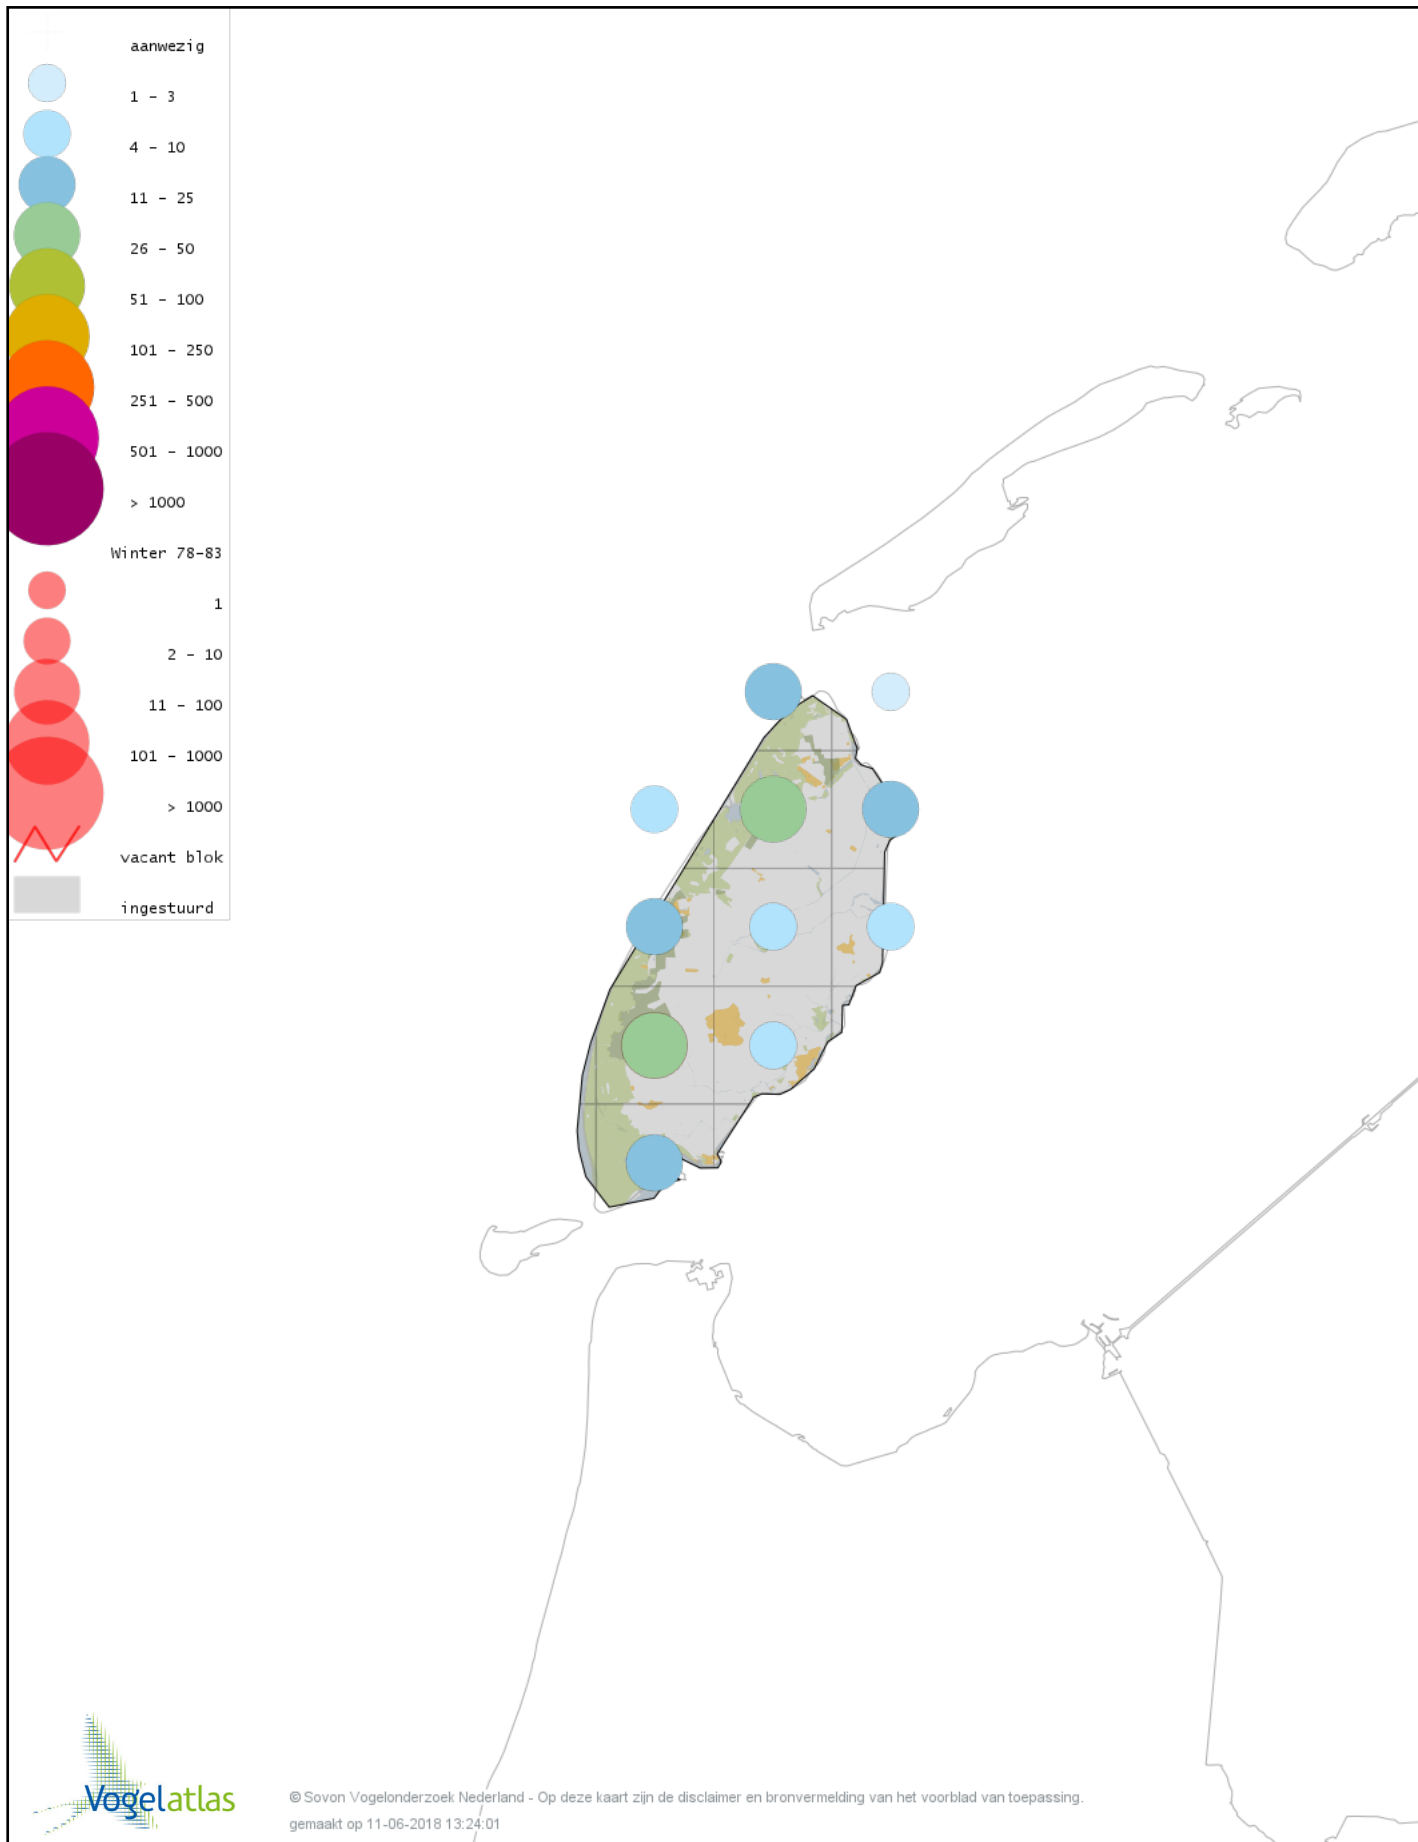 aanwezig
1 - 3
4 - 10
11 - 25
26 - 50
51 - 100
101 - 250
251 - 500
501 - 1000
> 1000
Winter 78-83
1
2 - 10
11 - 100
101 - 1000
> 1000
vacant blok
ingestuurd
Vogelatlas
© Sovon Vogelonderzoek Nederland - Op deze kaart zijn de disclaimer en bronvermelding van het voorblad van toepassing.
gemaakt op 11-06-2018 13:24:01